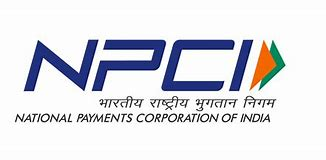 NPCI
भारतीय राष्ट्रीय भुगतान निगम
NATIONAL PAYMENTS CORPORATION OF INDIA